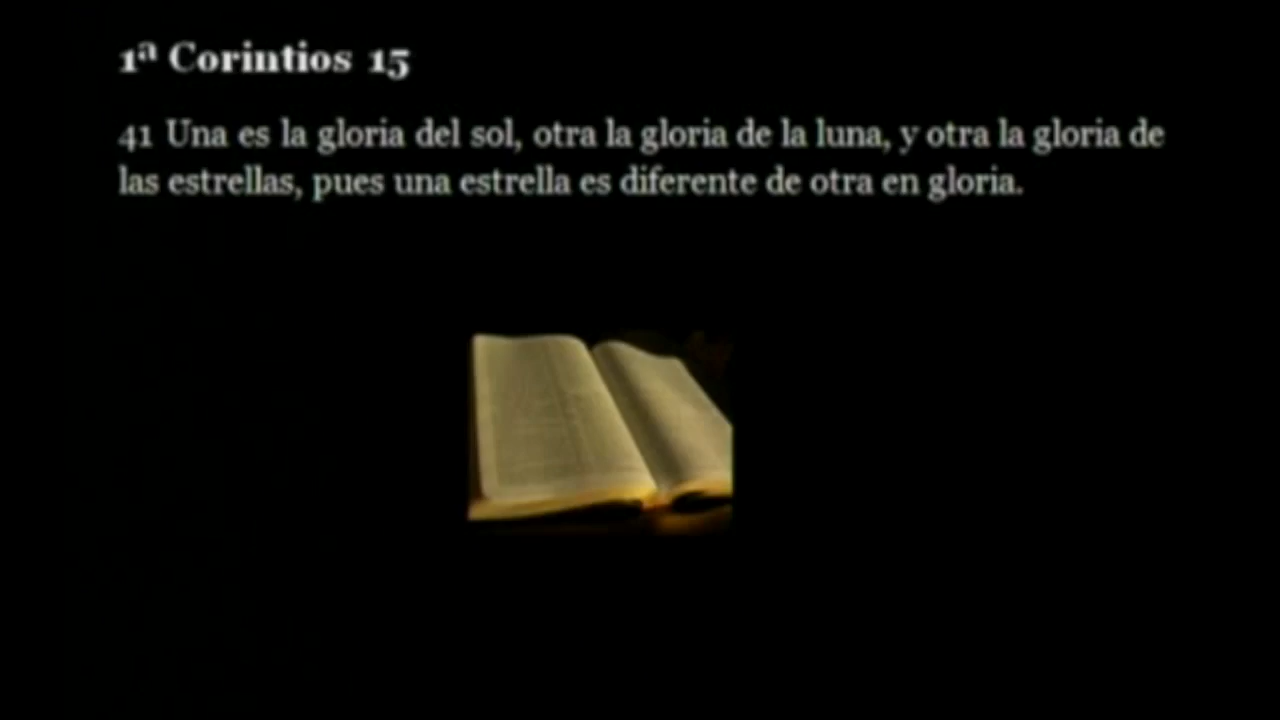 1ª Corintios 15
41 Una es la gloria del sol, otra la gloria de la luna, y otra la gloria de
las estrellas, pues una estrella es diferente de otra en gloria.